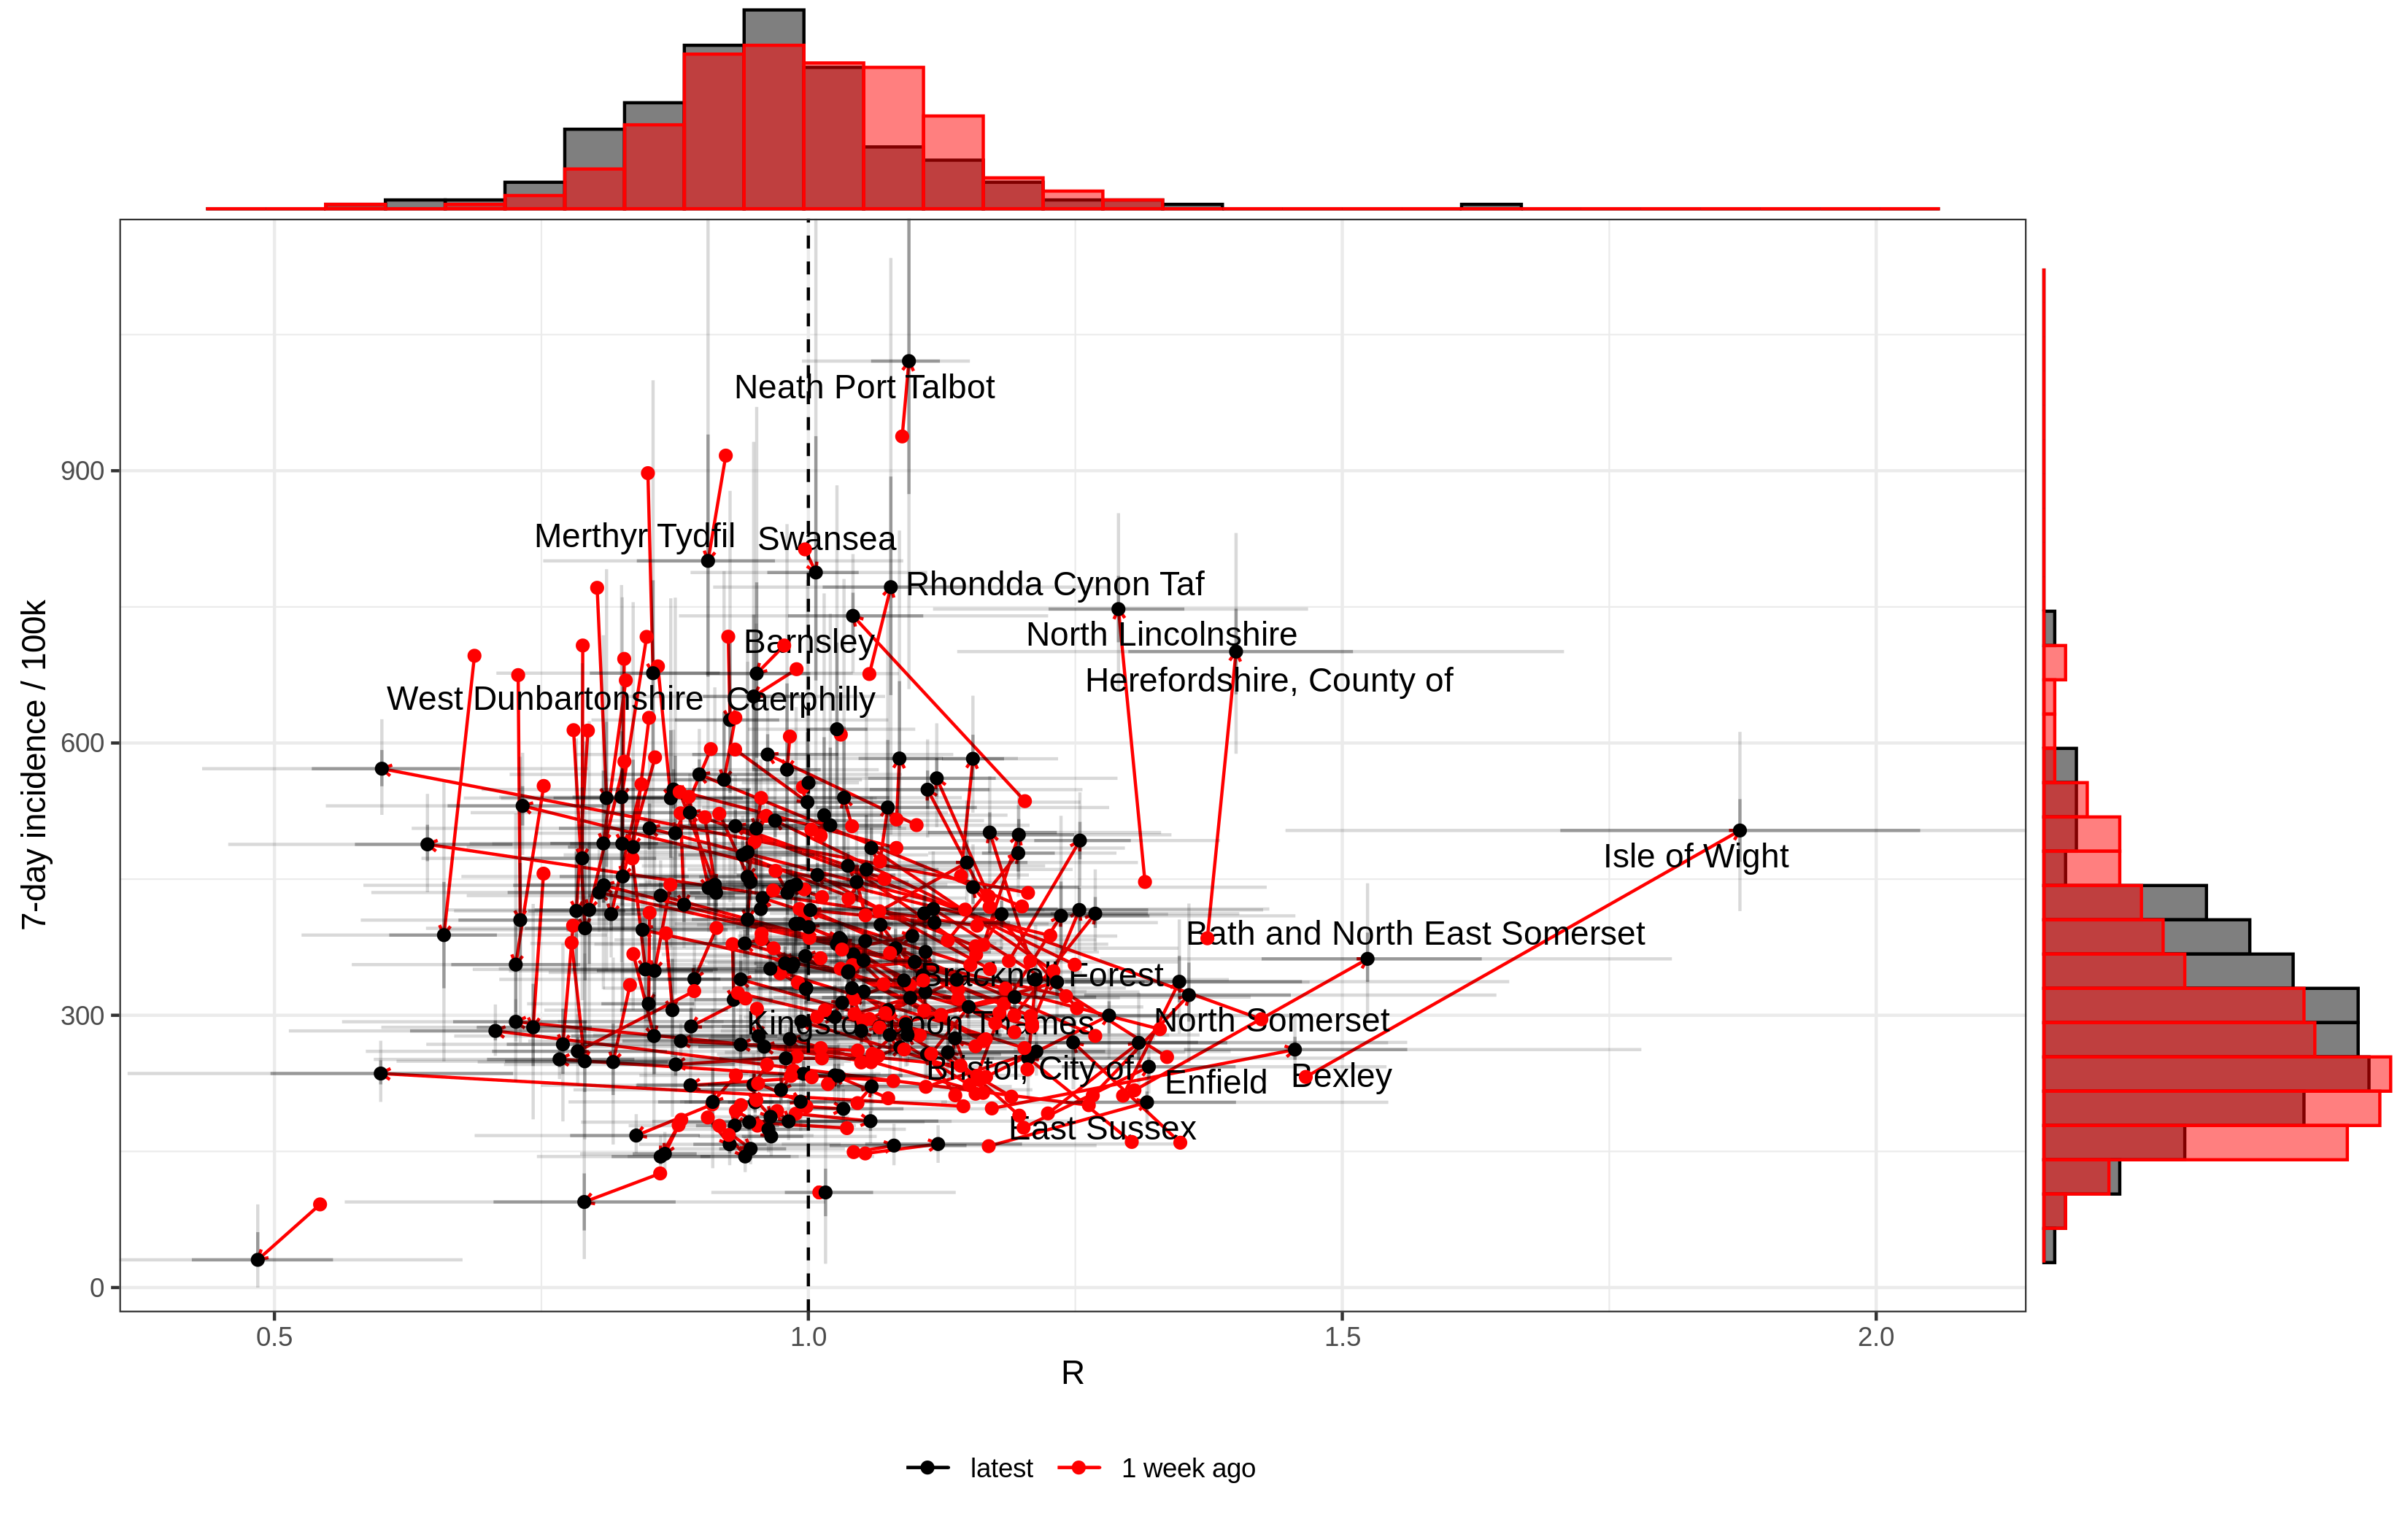 Neath Port Talbot
900
Merthyr Tydfil
Swansea
Rhondda Cynon Taf
North Lincolnshire
Barnsley
Herefordshire, County of
West Dunbartonshire
Caerphilly
7-day incidence / 100k
600
Isle of Wight
Bath and North East Somerset
Bracknell Forest
300
Kingston upon Thames
North Somerset
Bristol, City of
Enfield
Bexley
East Sussex
0
0.5
1.0
1.5
2.0
R
latest
1 week ago